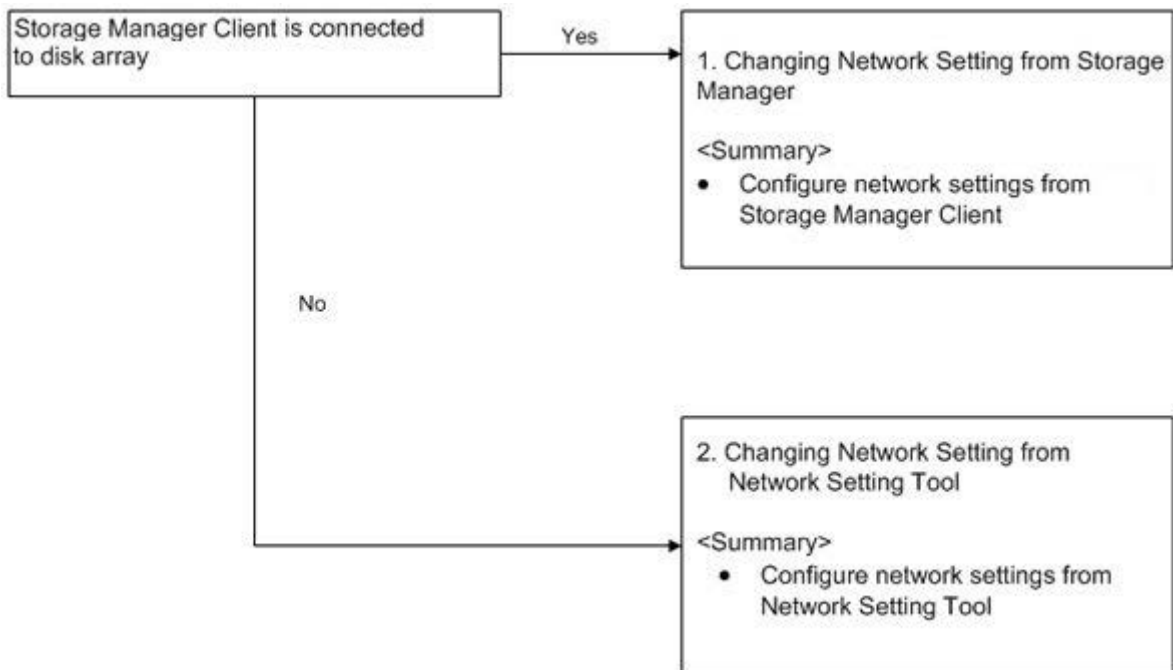 Storage Manager Client is connected
to disk array
Yes
1. Changing Network Setting from Storage
Manager
<Summary>
• Configure network settings from
Storage Manager Client
No
2. Changing Network Setting from
Network Setting Tool
<Summary>
• Configure network settings from
Network Setting Tool